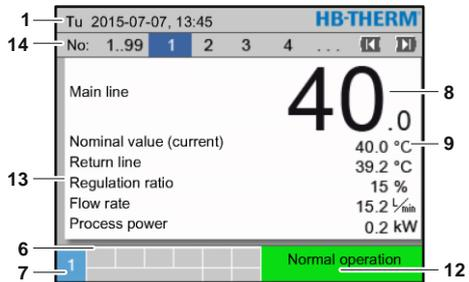 1 Tu 2015-07-07, 13:45 HB-THERM
14 No: 1..99 1 2 3 4 ...
Main line 40.0 8
Nominal value (current) 40.0 °C 9
Return line 39.2 °C
13 Regulation ratio 15 %
Flow rate 15.2 L/min
Process power 0.2 kW
6
7 1 Normal operation 12